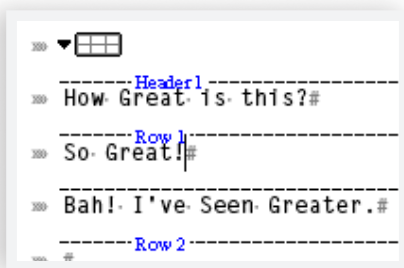 Header1
How Great is this?#
Row 1
So Great!#
Bah! I've Seen Greater.#
Row 2
#